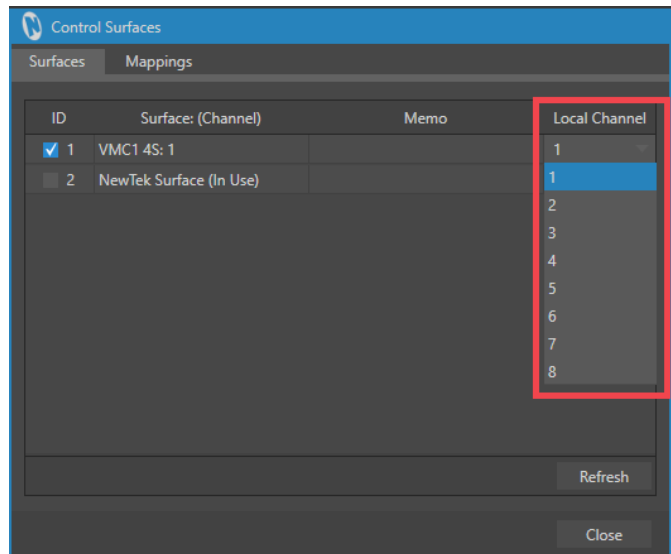 Control Surfaces
Surfaces Mappings
ID Surface: (Channel) Memo Local Channel
1 VMC1 4S: 1 1
2 NewTek Surface (In Use)
1
2
3
4
5
6
7
8
Refresh
Close